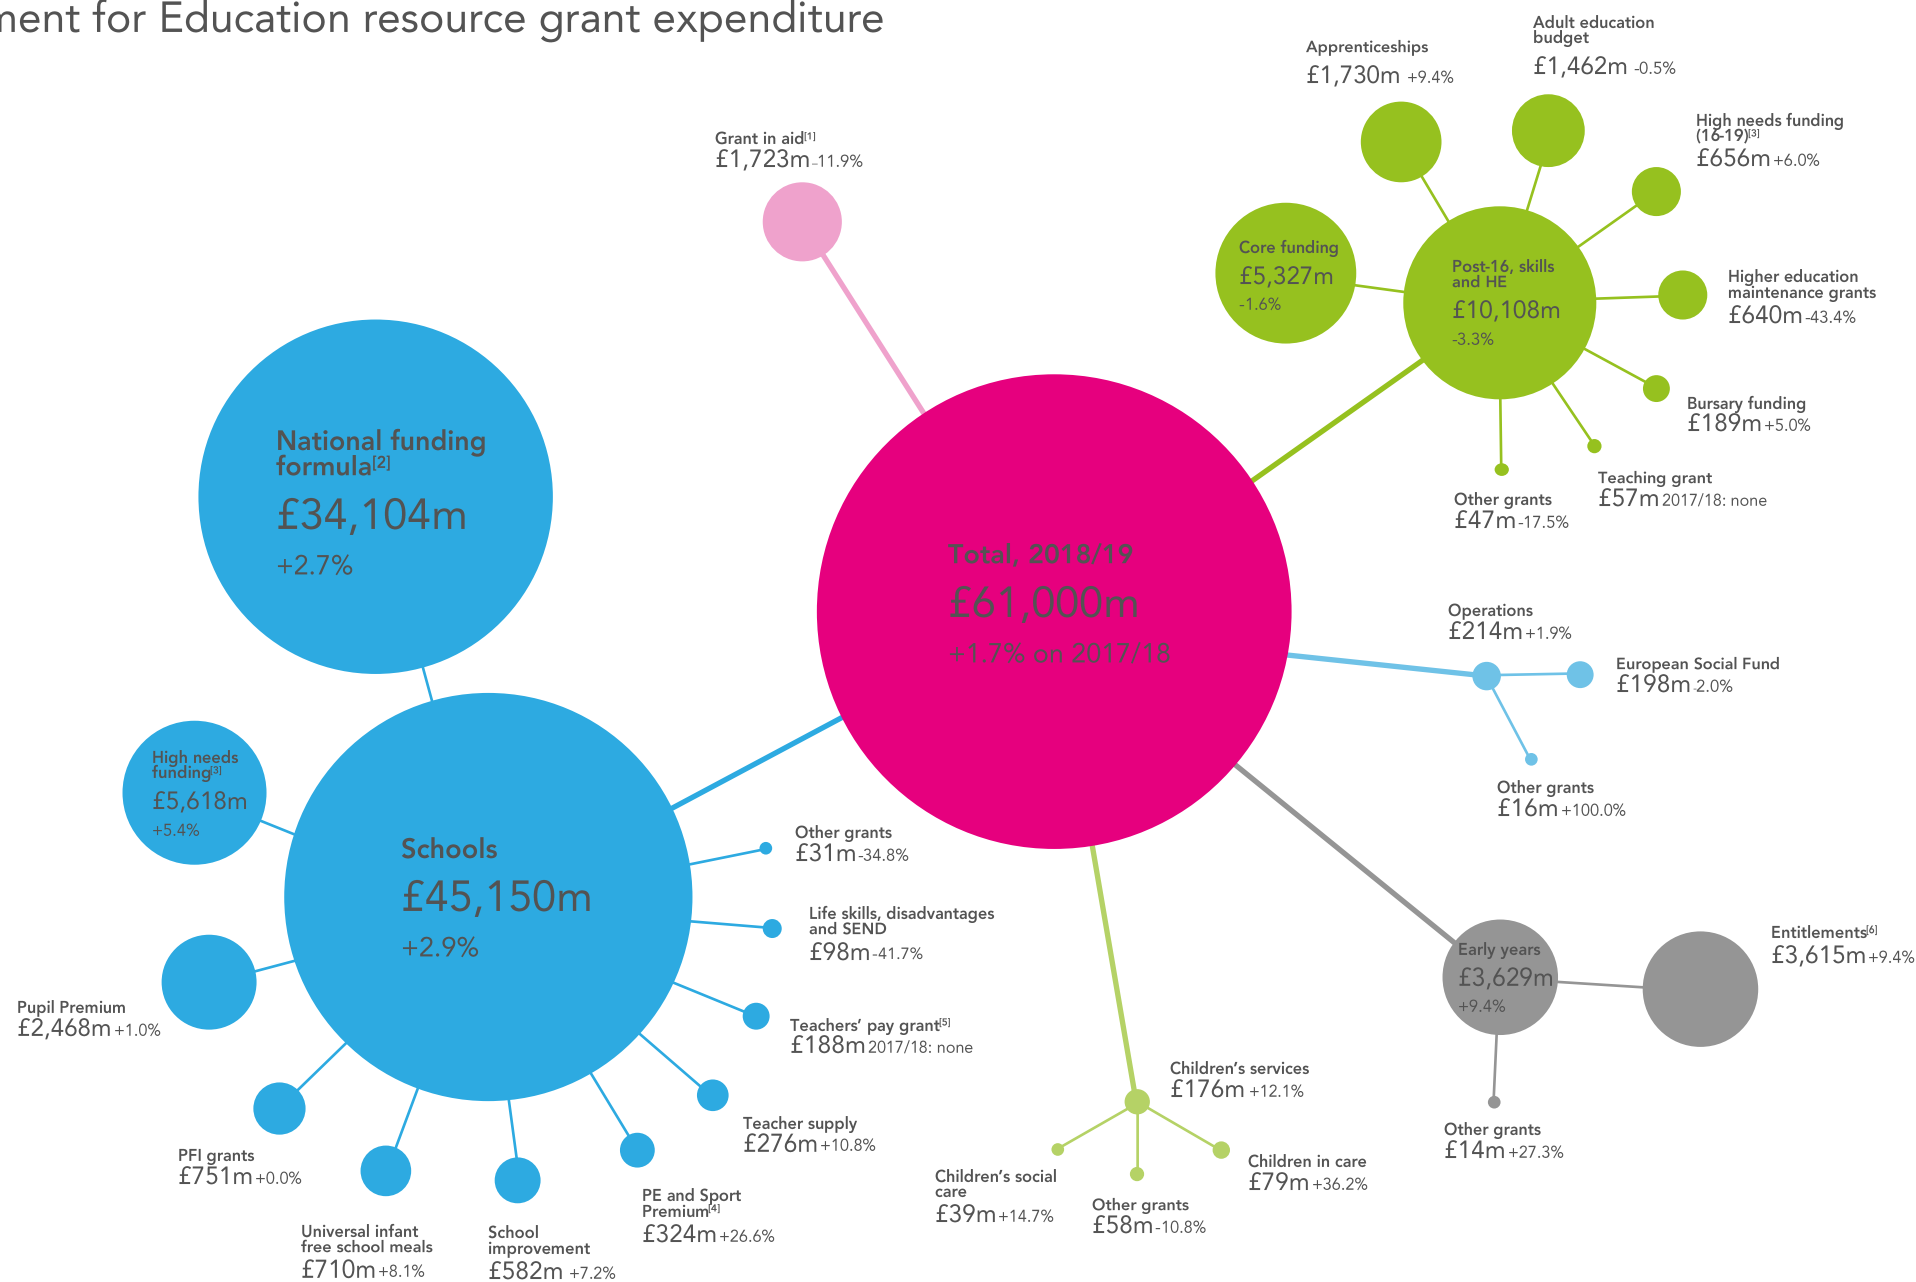 ment for Education resource grant expenditure
Grant in aid[1]
£1,723m -11.9%
Apprenticeships
£1,730m +9.4%
Adult education
budget
£1,462m -0.5%
High needs funding
(16-19)[3]
£656m +6.0%
Core funding
£5,327m
-1.6%
Post-16, skills
and HE
£10,108m
-3.3%
Higher education
maintenance grants
£640m -43.4%
Bursary funding
£189m +5.0%
Teaching grant
£57m 2017/18: none
Other grants
£47m -17.5%
National funding
formula[2]
£34,104m
+2.7%
Total, 2018/19
£61,000m
+1.7% on 2017/18
Operations
£214m +1.9%
European Social Fund
£198m -2.0%
Other grants
£16m +100.0%
High needs
funding[3]
£5,618m
+5.4%
Schools
£45,150m
+2.9%
Other grants
£31m -34.8%
Life skills, disadvantages
and SEND
£98m -41.7%
Teachers’ pay grant[5]
£188m 2017/18: none
Teacher supply
£276m +10.8%
PE and Sport
Premium[4]
£324m +26.6%
School
improvement
£582m +7.2%
Universal infant
free school meals
£710m +8.1%
PFI grants
£751m +0.0%
Pupil Premium
£2,468m +1.0%
Early years
£3,629m
+9.4%
Entitlements[6]
£3,615m +9.4%
Other grants
£14m +27.3%
Children’s services
£176m +12.1%
Children’s social
care
£39m +14.7%
Other grants
£58m -10.8%
Children in care
£79m +36.2%